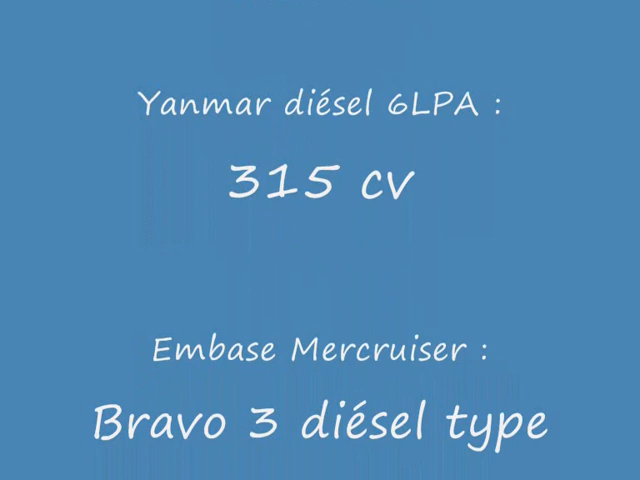 Yanmar diésel 6LPA :
315 cv
Embase Mercruiser :
Bravo 3 diésel type